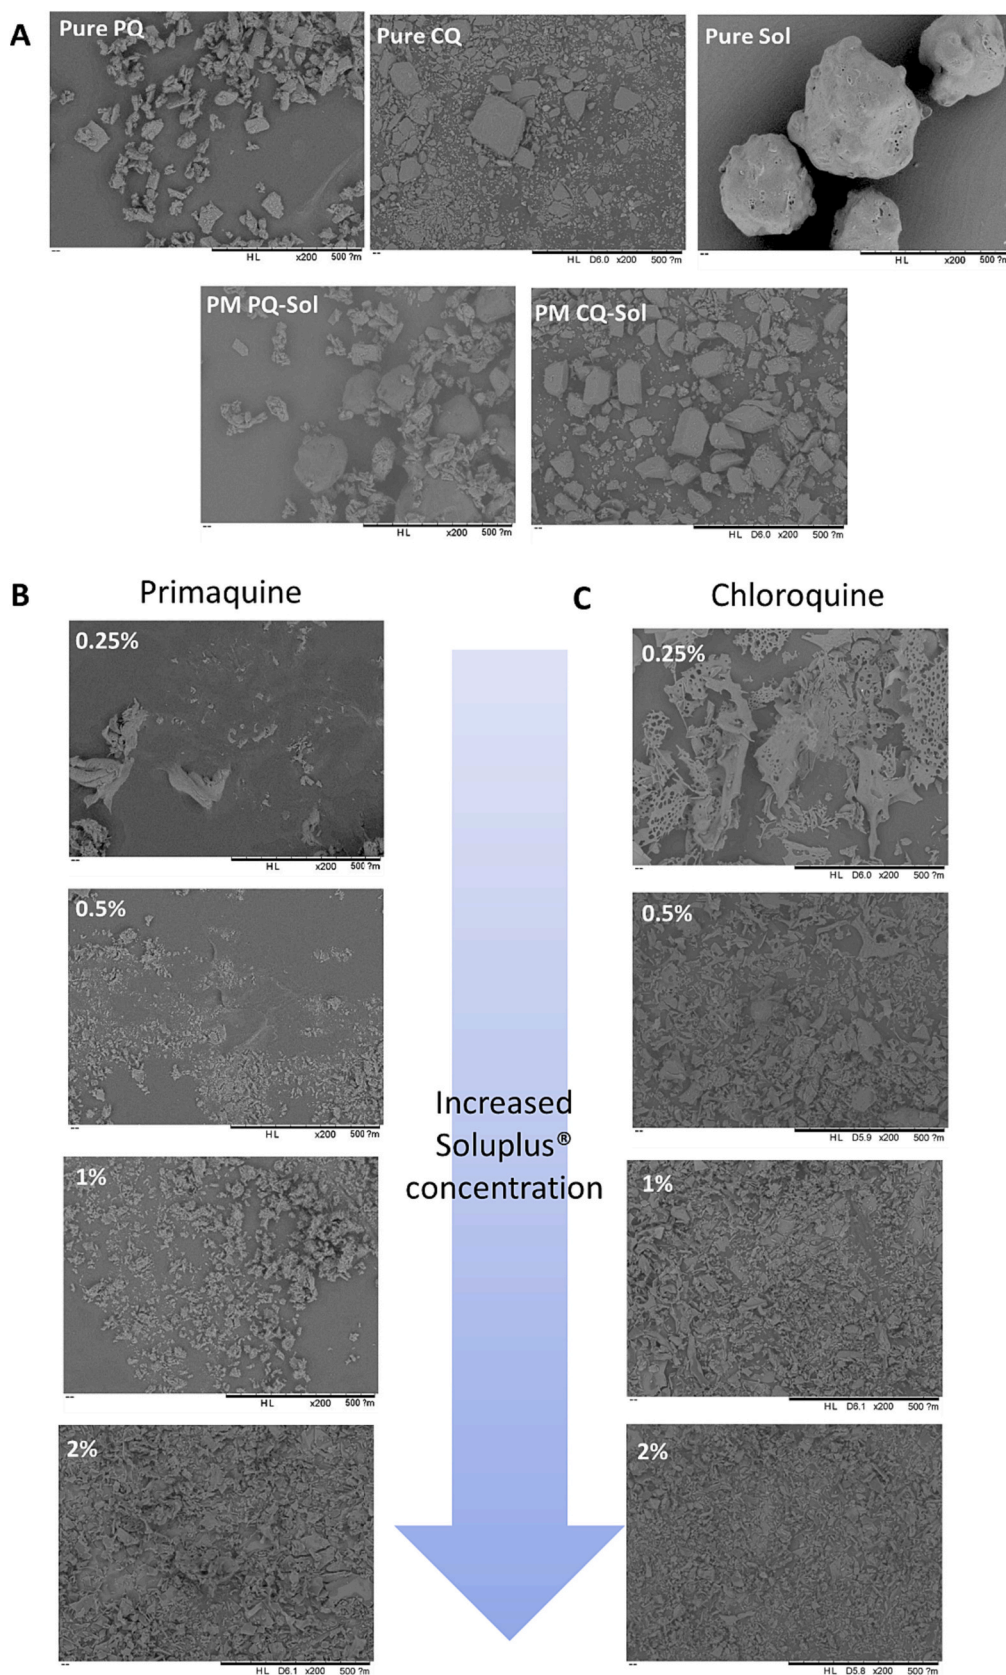 A
Pure PQ
Pure CQ
Pure Sol
HL x200 500 ?m
HL D6.0 x200 500 ?m
HL x200 500 ?m
PM PQ-Sol
PM CQ-Sol
HL x200 500 ?m
HL D6.0 x200 500 ?m
B
Primaquine
C
Chloroquine
0.25%
HL x200 500 ?m
0.25%
HL D6.0 x200 500 ?m
0.5%
HL x200 500 ?m
0.5%
HL D5.9 x200 500 ?m
Increased
Soluplus®
concentration
1%
HL x200 500 ?m
1%
HL D6.1 x200 500 ?m
2%
HL D6.1 x200 500 ?m
2%
HL D5.8 x200 500 ?m